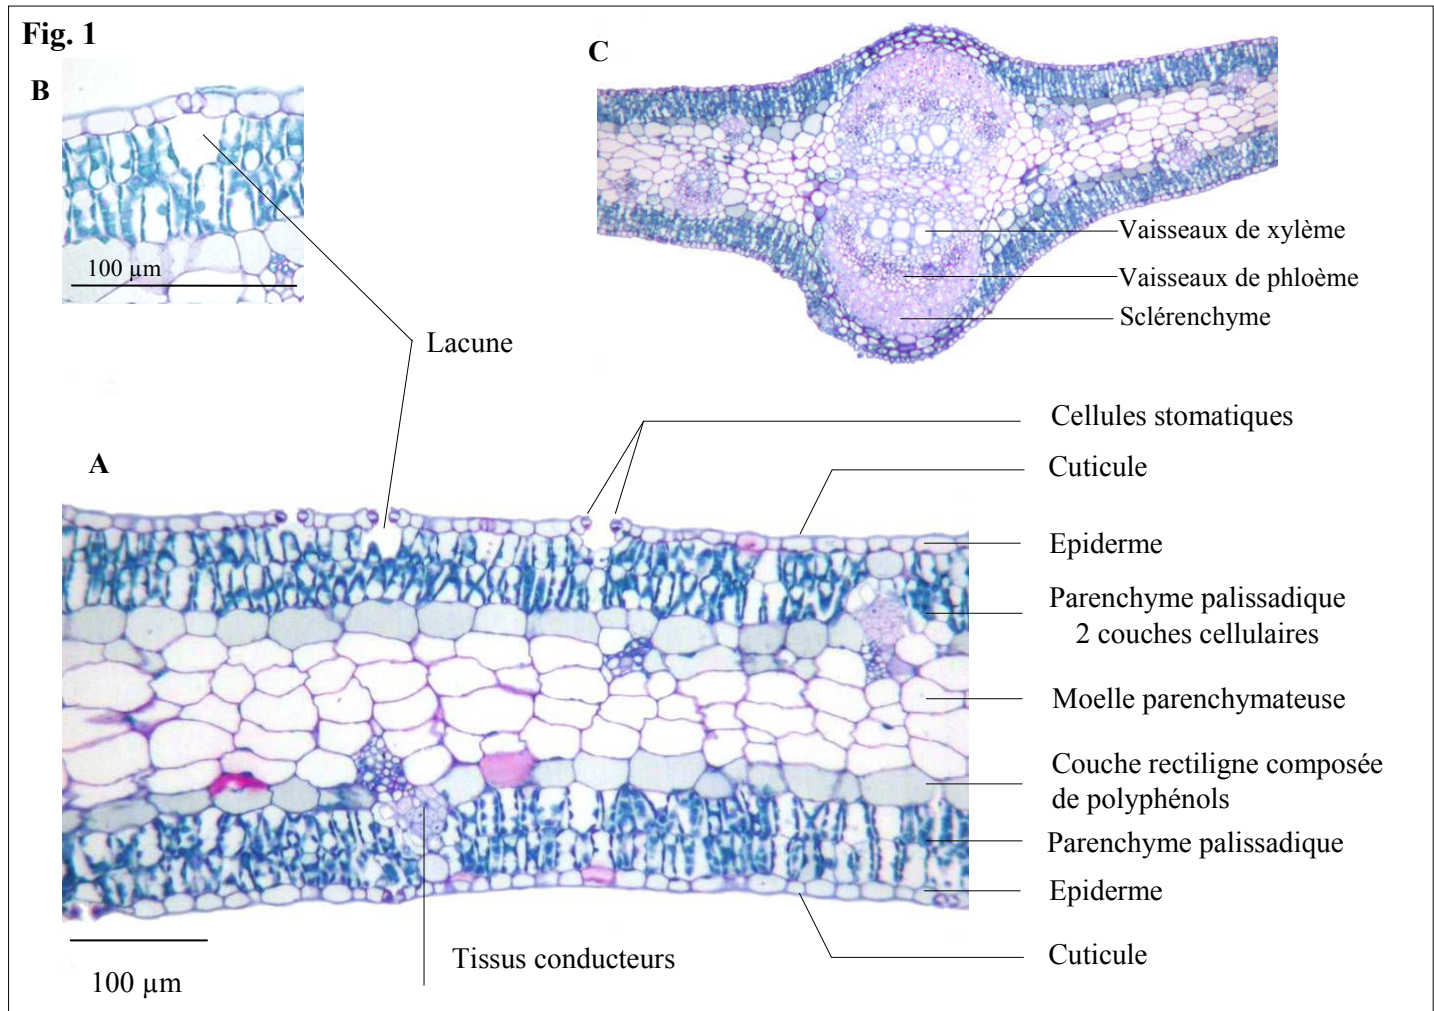 Fig. 1
B
100 µm
C
Vaisseaux de xylème
Vaisseaux de phloème
Sclérenchyme
Lacune
A
Cellules stomatiques
Cuticule
Epiderme
Parenchyme palissadique
2 couches cellulaires
Moelle parenchymateuse
Couche rectiligne composée
de polyphénols
Parenchyme palissadique
Epiderme
Cuticule
Tissus conducteurs
100 µm